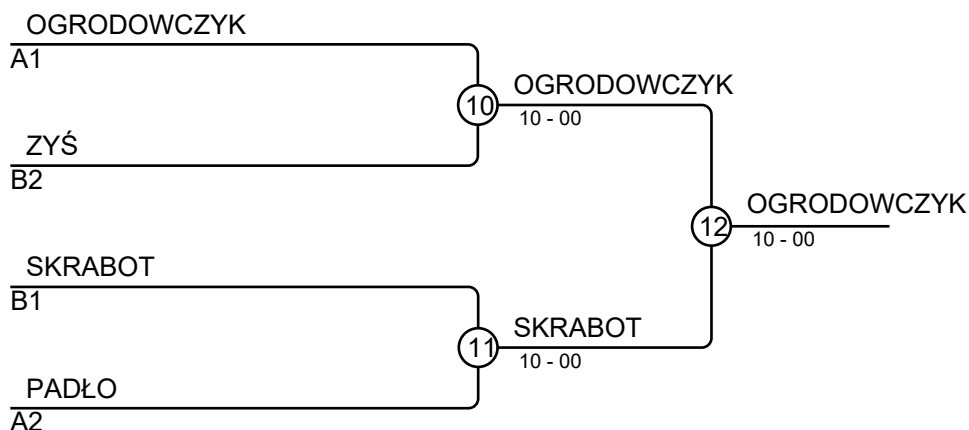 OGRODOWCZYK
A1
10
OGRODOWCZYK
10 - 00
ZYŚ
B2
12
OGRODOWCZYK
10 - 00
SKRABOT
B1
11
SKRABOT
10 - 00
PADŁO
A2